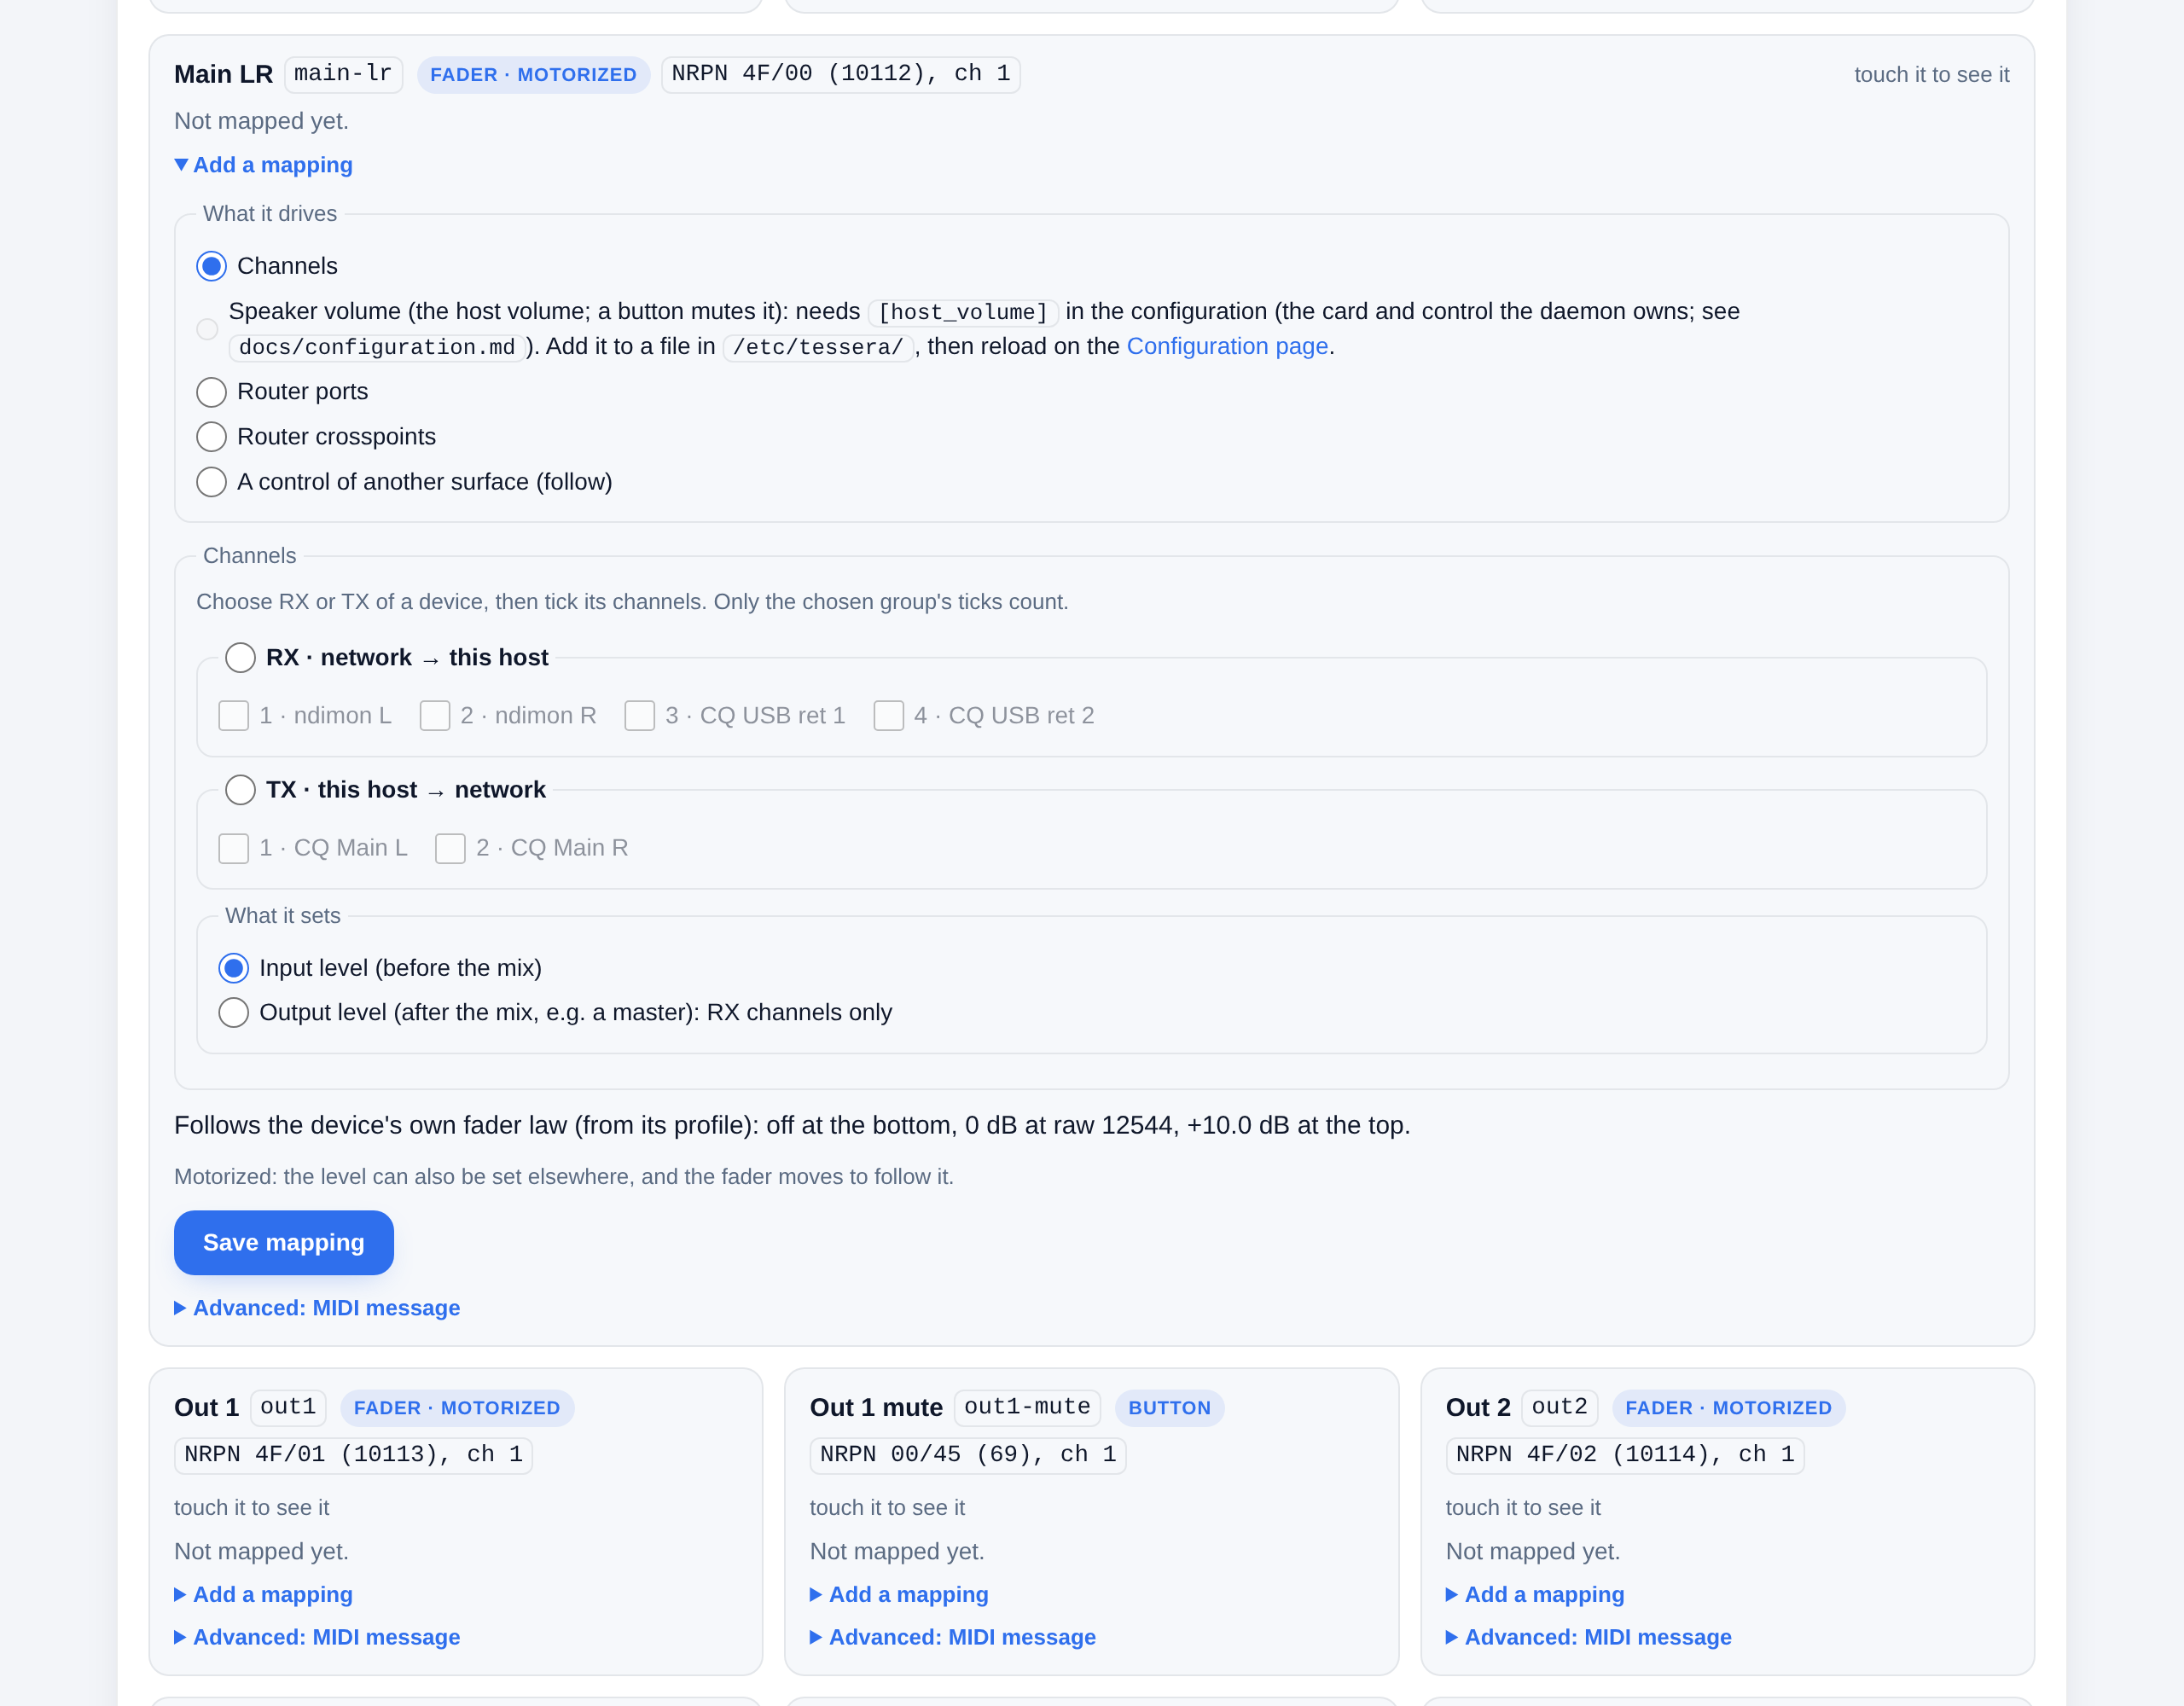 Main LR main-lr FADER · MOTORIZED NRPN 4F/00 (10112), ch 1 touch it to see it
Not mapped yet.
Add a mapping
What it drives
Channels
Speaker volume (the host volume; a button mutes it): needs [host_volume] in the configuration (the card and control the daemon owns; see
docs/configuration.md). Add it to a file in /etc/tessera/, then reload on the Configuration page.
Router ports
Router crosspoints
A control of another surface (follow)
Channels
Choose RX or TX of a device, then tick its channels. Only the chosen group's ticks count.
RX · network → this host
1 · ndimon L 2 · ndimon R 3 · CQ USB ret 1 4 · CQ USB ret 2
TX · this host → network
1 · CQ Main L 2 · CQ Main R
What it sets
Input level (before the mix)
Output level (after the mix, e.g. a master): RX channels only
Follows the device's own fader law (from its profile): off at the bottom, 0 dB at raw 12544, +10.0 dB at the top.
Motorized: the level can also be set elsewhere, and the fader moves to follow it.
Save mapping
Advanced: MIDI message
Out 1 out1 FADER · MOTORIZED
NRPN 4F/01 (10113), ch 1
touch it to see it
Not mapped yet.
Add a mapping
Advanced: MIDI message
Out 1 mute out1-mute BUTTON
NRPN 00/45 (69), ch 1
touch it to see it
Not mapped yet.
Add a mapping
Advanced: MIDI message
Out 2 out2 FADER · MOTORIZED
NRPN 4F/02 (10114), ch 1
touch it to see it
Not mapped yet.
Add a mapping
Advanced: MIDI message